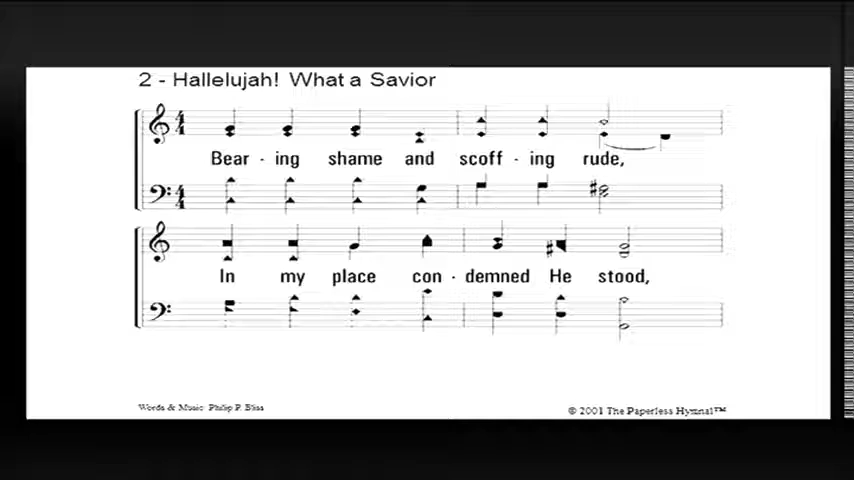 2 - Hallelujah! What a Savior
Bear - ing shame and scoff - ing rude,
In my place con - demned He stood,
Words & Music: Philip P. Bliss
© 2001 The Paperless Hymnal™